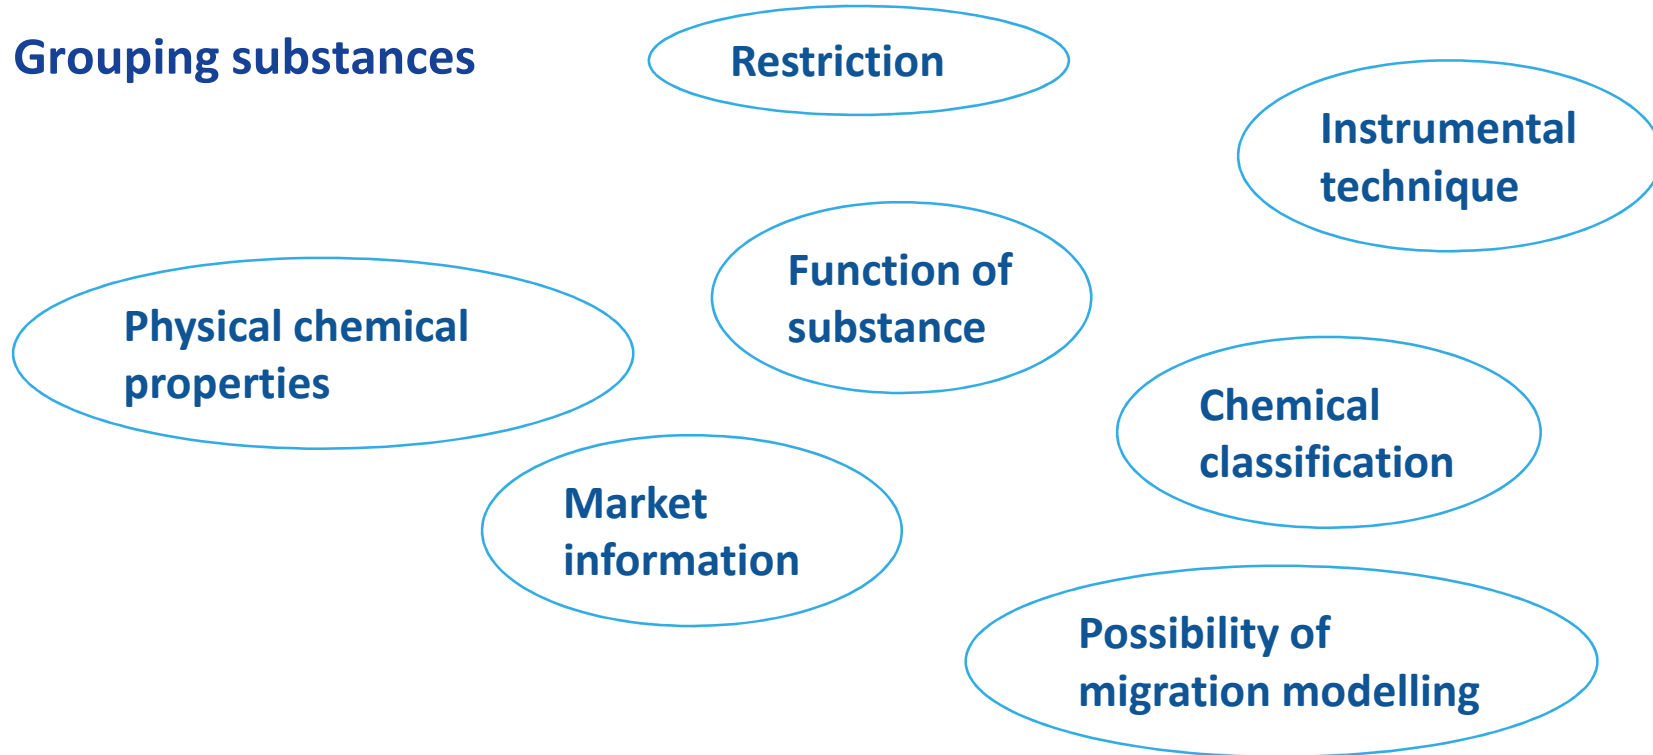 Grouping substances
Restriction
Instrumental
technique
Function of
substance
Physical chemical
properties
Chemical
classification
Market
information
Possibility of
migration modelling